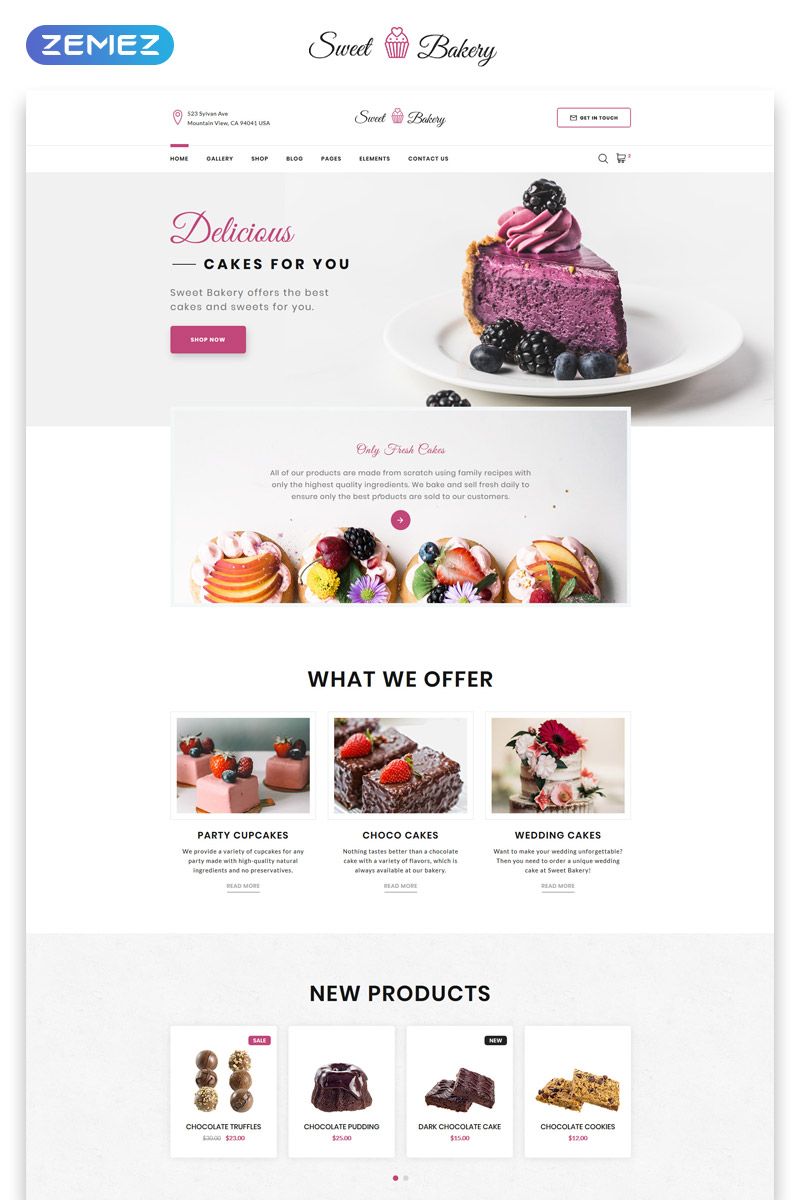 ZEMEZ
Sweet Bakery
523 Sylvan Ave
Mountain View, CA 94041 USA
Sweet Bakery
GET IN TOUCH
HOME GALLERY SHOP BLOG PAGES ELEMENTS CONTACT US
2
Delicious
CAKES FOR YOU
Sweet Bakery offers the best
cakes and sweets for you.
SHOP NOW
Only Fresh Cakes
All of our products are made from scratch using family recipes with
only the highest quality ingredients. We bake and sell fresh daily to
ensure only the best products are sold to our customers.
WHAT WE OFFER
PARTY CUPCAKES
We provide a variety of cupcakes for any
party made with high-quality natural
ingredients and no preservatives.
READ MORE
CHOCO CAKES
Nothing tastes better than a chocolate
cake with a variety of flavors, which is
always available at our bakery.
READ MORE
WEDDING CAKES
Want to make your wedding unforgettable?
Then you need to order a unique wedding
cake at Sweet Bakery!
READ MORE
NEW PRODUCTS
SALE
CHOCOLATE TRUFFLES
$30.00 $23.00
CHOCOLATE PUDDING
$25.00
NEW
DARK CHOCOLATE CAKE
$15.00
CHOCOLATE COOKIES
$12.00